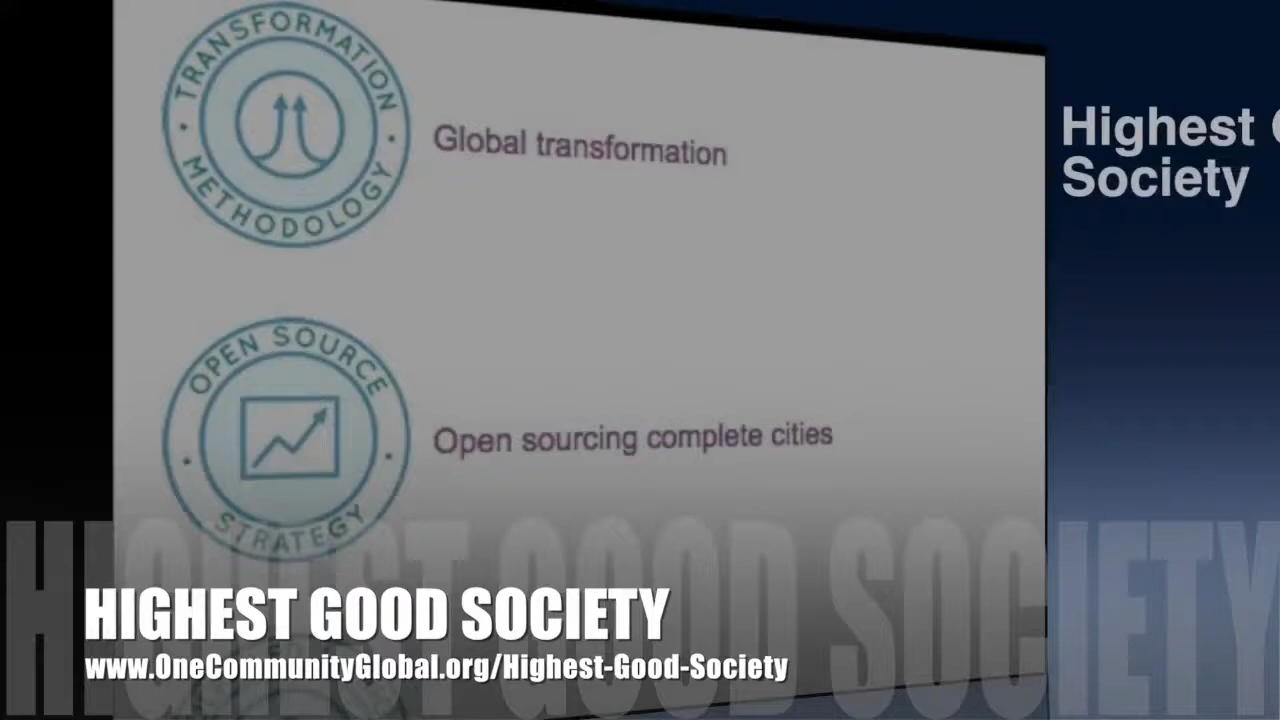 TRANSFORMATION
METHODOLOGY
Global transformation
Highest
Society
OPEN SOURCE
STRATEGY
Open sourcing complete cities
HIGHEST GOOD SOCIETY
HIGHEST GOOD SOCIETY
www.OneCommunityGlobal.org/Highest-Good-Society